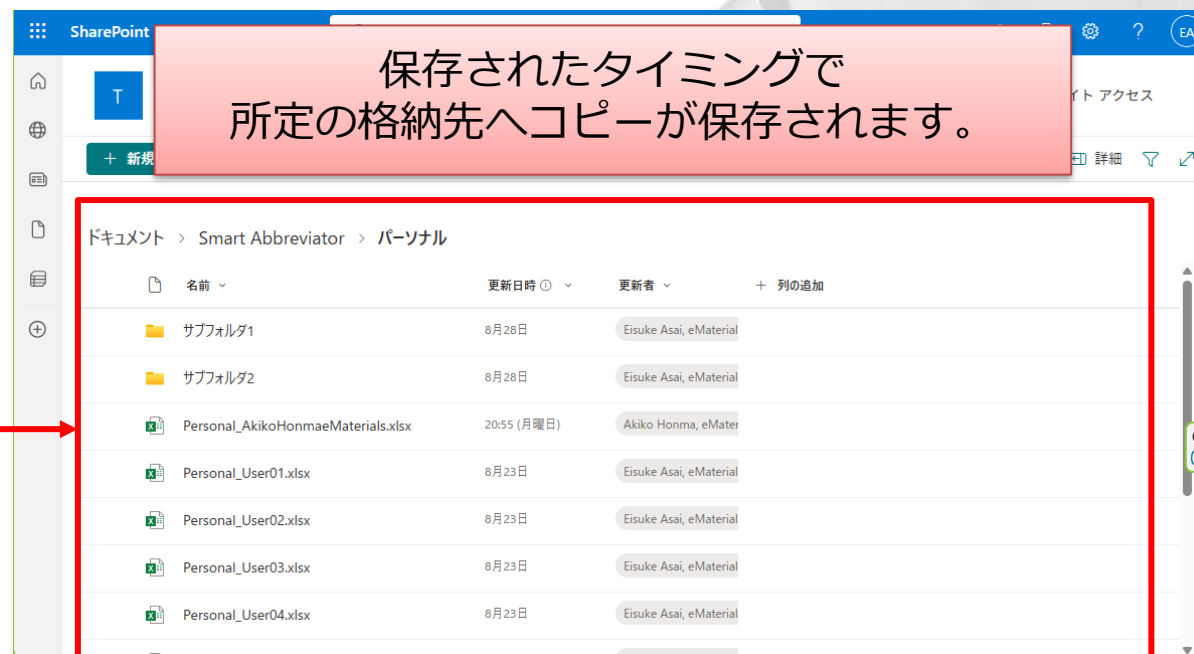 SharePoint
? EA
保存されたタイミングで
所定の格納先へコピーが保存されます。
T
イト アクセス
+ 新規
詳細
ドキュメント > Smart Abbreviator > パーソナル
名前 更新日時 更新者 + 列の追加
サブフォルダ1 8月28日 Eisuke Asai, eMaterial
サブフォルダ2 8月28日 Eisuke Asai, eMaterial
Personal_AkikoHonmaeMaterials.xlsx 20:55 (月曜日) Akiko Honma, eMater
Personal_User01.xlsx 8月23日 Eisuke Asai, eMaterial
Personal_User02.xlsx 8月23日 Eisuke Asai, eMaterial
Personal_User03.xlsx 8月23日 Eisuke Asai, eMaterial
Personal_User04.xlsx 8月23日 Eisuke Asai, eMaterial